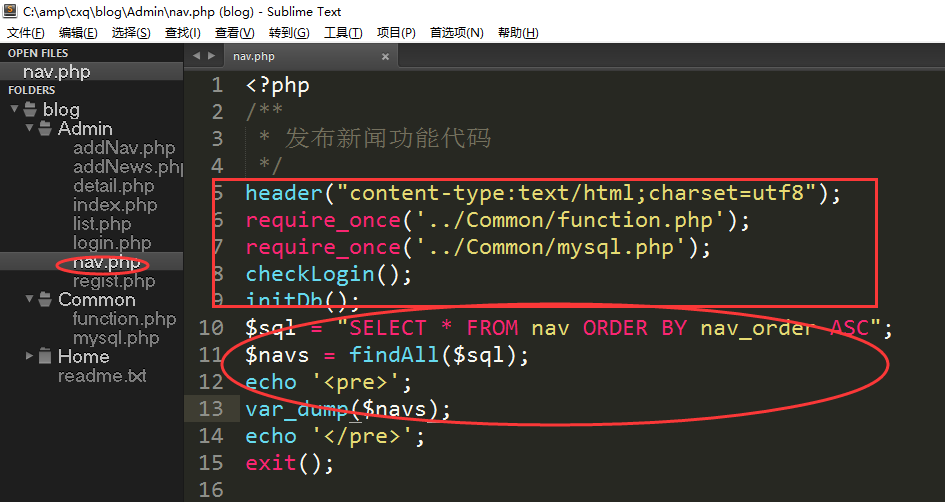 C:\amp\cxq\blog\Admin\nav.php (blog) - Sublime Text
文件(F) 编辑(E) 选择(S) 查找(I) 查看(V) 转到(G) 工具(T) 项目(P) 首选项(N) 帮助(H)
OPEN FILES
nav.php
FOLDERS
blog
Admin
addNav.php
addNews.php
detail.php
index.php
list.php
login.php
nav.php
regist.php
Common
function.php
mysql.php
Home
readme.txt
nav.php ×
1 <?php
2 /**
3 * 发布新闻功能代码
4 */
5 header("content-type:text/html;charset=utf8");
6 require_once('../Common/function.php');
7 require_once('../Common/mysql.php');
8 checkLogin();
9 initDb();
10 $sql = "SELECT * FROM nav ORDER BY nav_order ASC";
11 $navs = findAll($sql);
12 echo '<pre>';
13 var_dump($navs);
14 echo '</pre>';
15 exit();
16